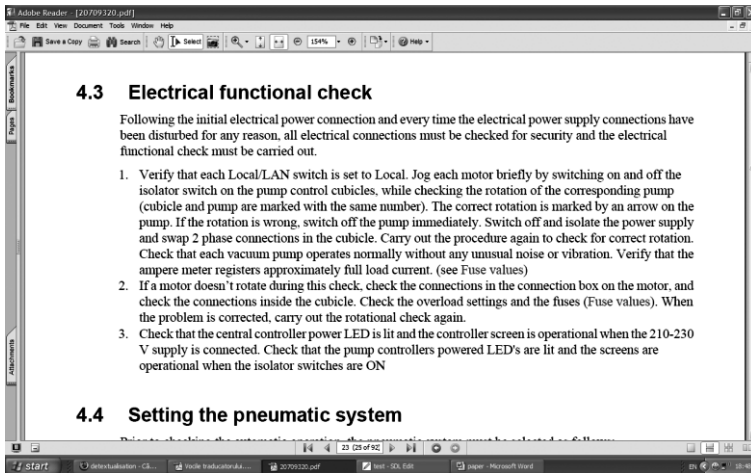 Adobe Reader - [20709320.pdf]
File Edit View Document Tools Window Help
Save a Copy Search Select 154% Help
Bookmarks
Pages
Attachments
4.3 Electrical functional check
Following the initial electrical power connection and every time the electrical power supply connections have
been disturbed for any reason, all electrical connections must be checked for security and the electrical
functional check must be carried out.
1. Verify that each Local/LAN switch is set to Local. Jog each motor briefly by switching on and off the
isolator switch on the pump control cubicles, while checking the rotation of the corresponding pump
(cubicle and pump are marked with the same number). The correct rotation is marked by an arrow on the
pump. If the rotation is wrong, switch off the pump immediately. Switch off and isolate the power supply
and swap 2 phase connections in the cubicle. Carry out the procedure again to check for correct rotation.
Check that each vacuum pump operates normally without any unusual noise or vibration. Verify that the
ampere meter registers approximately full load current. (see Fuse values)
2. If a motor doesn't rotate during this check, check the connections in the connection box on the motor, and
check the connections inside the cubicle. Check the overload settings and the fuses (Fuse values). When
the problem is corrected, carry out the rotational check again.
3. Check that the central controller power LED is lit and the controller screen is operational when the 210-230
V supply is connected. Check that the pump controllers powered LED's are lit and the screens are
operational when the isolator switches are ON
4.4 Setting the pneumatic system
23 (25 of 92)
start detextualisation - Că... Vocile traducatorului.... 20709320.pdf test - SDL Edit paper - Microsoft Word EN